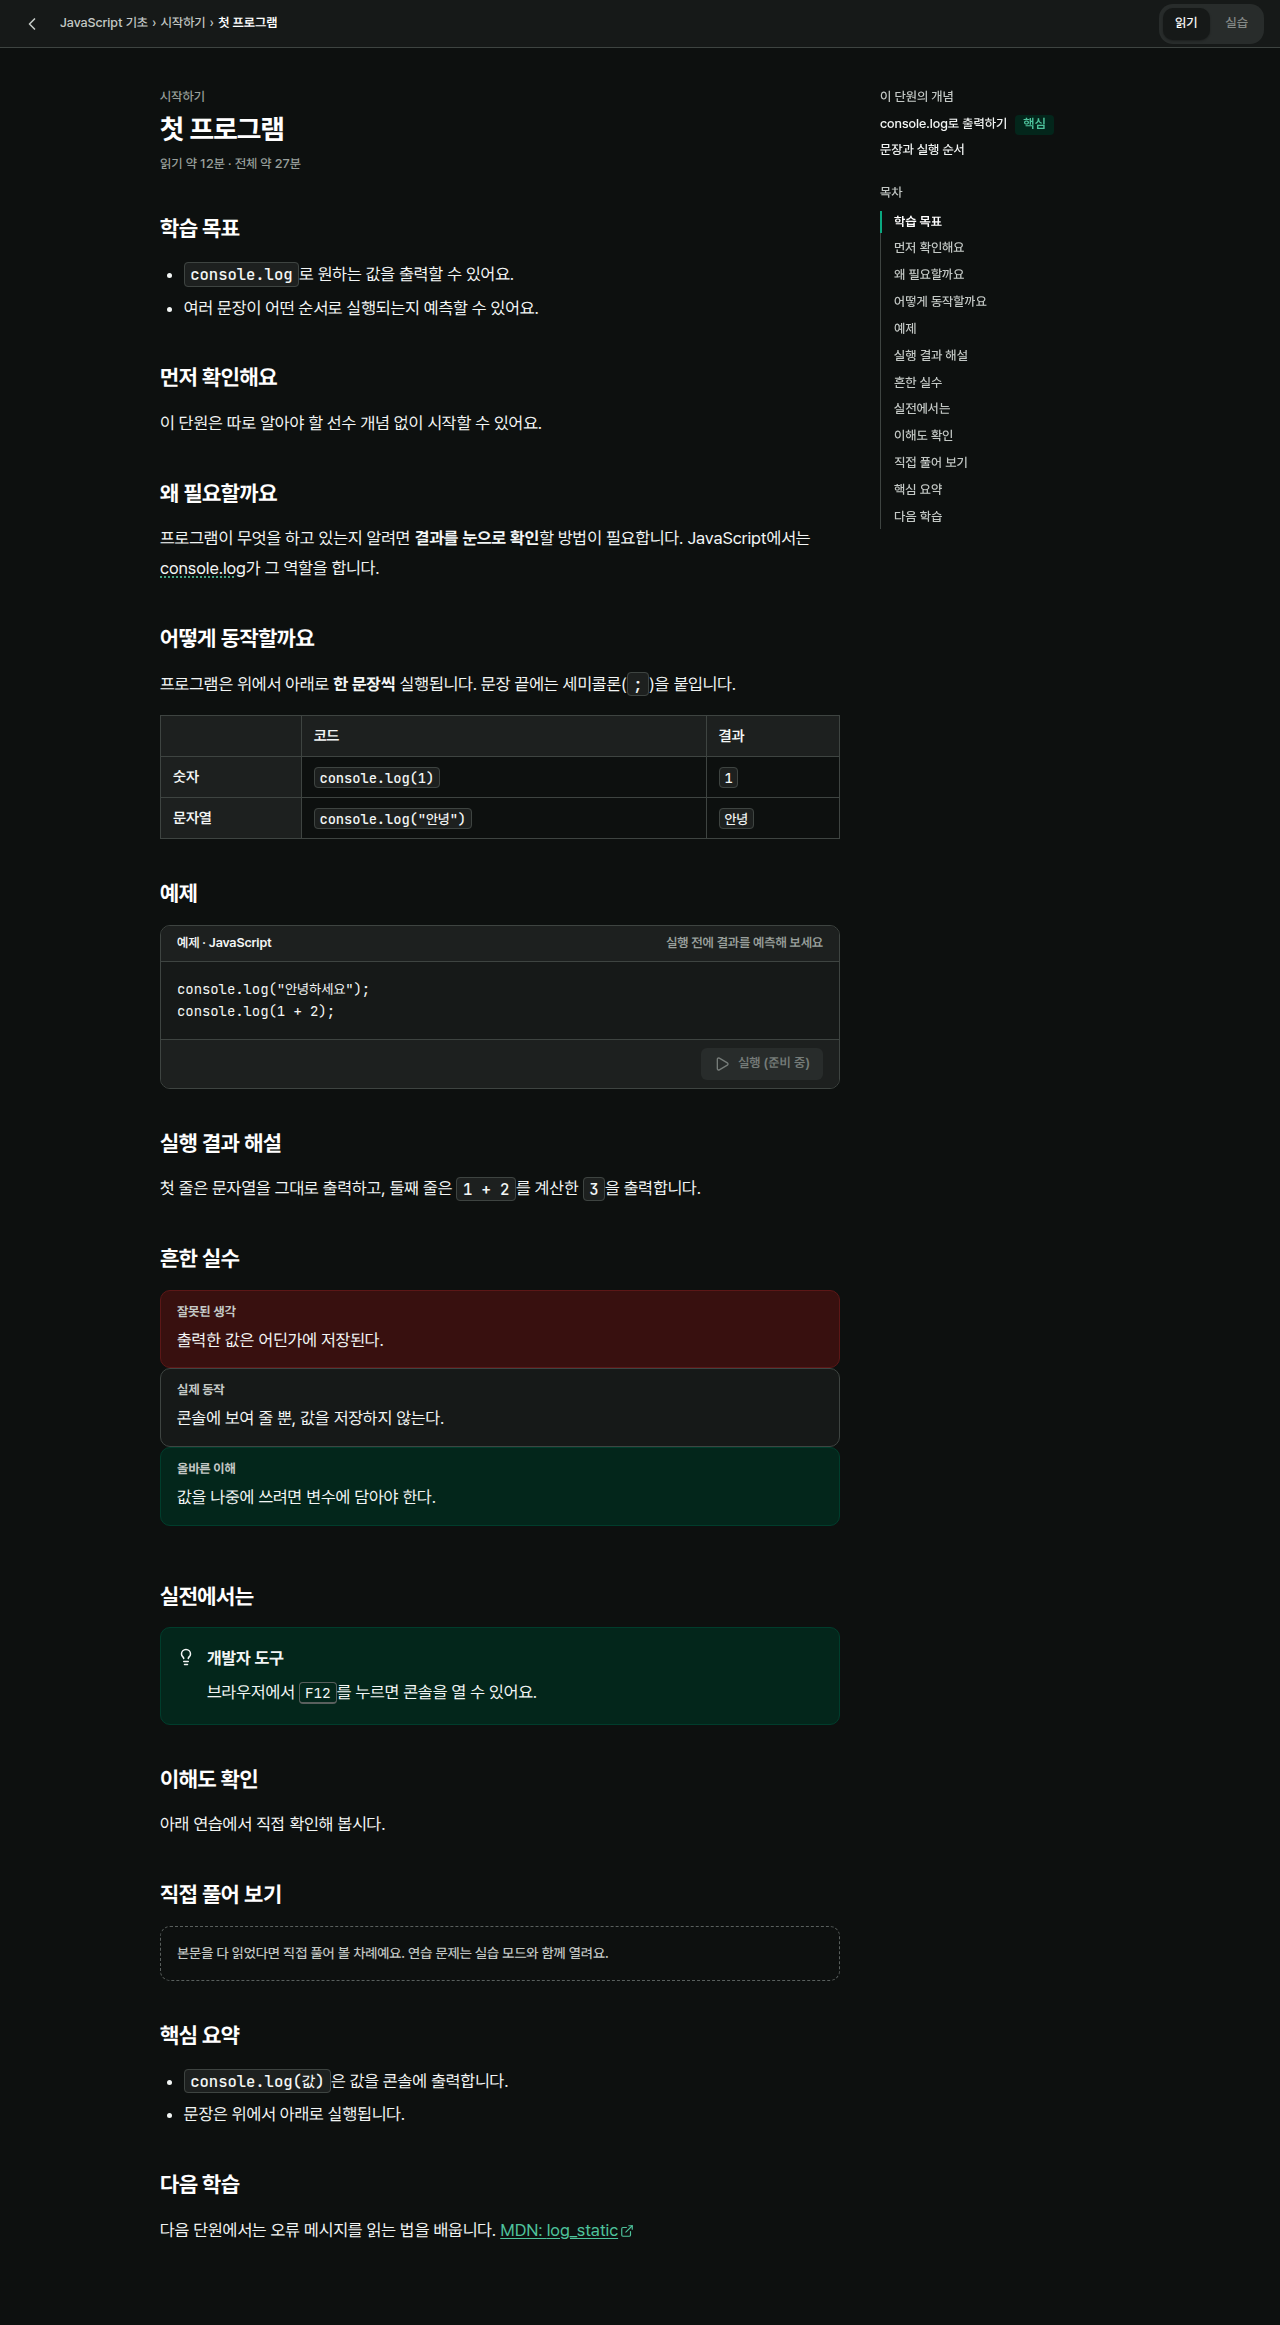 JavaScript 기초 › 시작하기 › 첫 프로그램
읽기
실습
시작하기
첫 프로그램
읽기 약 12분 · 전체 약 27분
학습 목표
console.log로 원하는 값을 출력할 수 있어요.
여러 문장이 어떤 순서로 실행되는지 예측할 수 있어요.
먼저 확인해요
이 단원은 따로 알아야 할 선수 개념 없이 시작할 수 있어요.
왜 필요할까요
프로그램이 무엇을 하고 있는지 알려면 결과를 눈으로 확인할 방법이 필요합니다. JavaScript에서는
console.log가 그 역할을 합니다.
어떻게 동작할까요
프로그램은 위에서 아래로 한 문장씩 실행됩니다. 문장 끝에는 세미콜론(;)을 붙입니다.
코드 결과
숫자 console.log(1) 1
문자열 console.log("안녕") 안녕
예제
예제 · JavaScript 실행 전에 결과를 예측해 보세요
console.log("안녕하세요");
console.log(1 + 2);
실행 (준비 중)
실행 결과 해설
첫 줄은 문자열을 그대로 출력하고, 둘째 줄은 1 + 2를 계산한 3을 출력합니다.
흔한 실수
잘못된 생각
출력한 값은 어딘가에 저장된다.
실제 동작
콘솔에 보여 줄 뿐, 값을 저장하지 않는다.
올바른 이해
값을 나중에 쓰려면 변수에 담아야 한다.
실전에서는
개발자 도구
브라우저에서 F12를 누르면 콘솔을 열 수 있어요.
이해도 확인
아래 연습에서 직접 확인해 봅시다.
직접 풀어 보기
본문을 다 읽었다면 직접 풀어 볼 차례예요. 연습 문제는 실습 모드와 함께 열려요.
핵심 요약
console.log(값)은 값을 콘솔에 출력합니다.
문장은 위에서 아래로 실행됩니다.
다음 학습
다음 단원에서는 오류 메시지를 읽는 법을 배웁니다. MDN: log_static
이 단원의 개념
console.log로 출력하기 핵심
문장과 실행 순서
목차
학습 목표
먼저 확인해요
왜 필요할까요
어떻게 동작할까요
예제
실행 결과 해설
흔한 실수
실전에서는
이해도 확인
직접 풀어 보기
핵심 요약
다음 학습